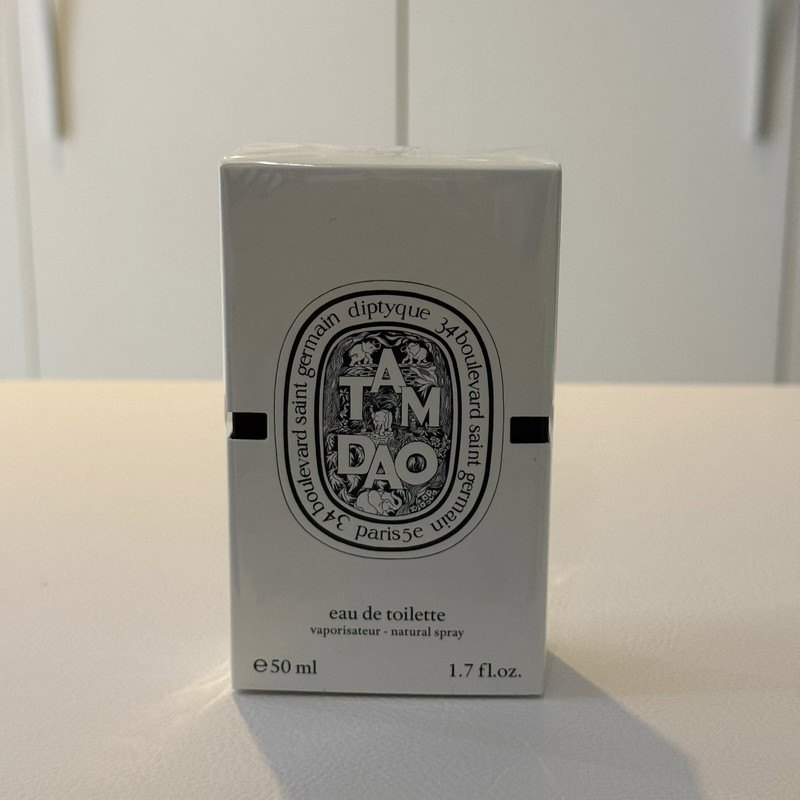 34 boulevard saint germain diptyque 34 boulevard saint germain paris 5e
TAM
DAO
eau de toilette
vaporisateur - natural spray
℮ 50 ml
1.7 fl.oz.